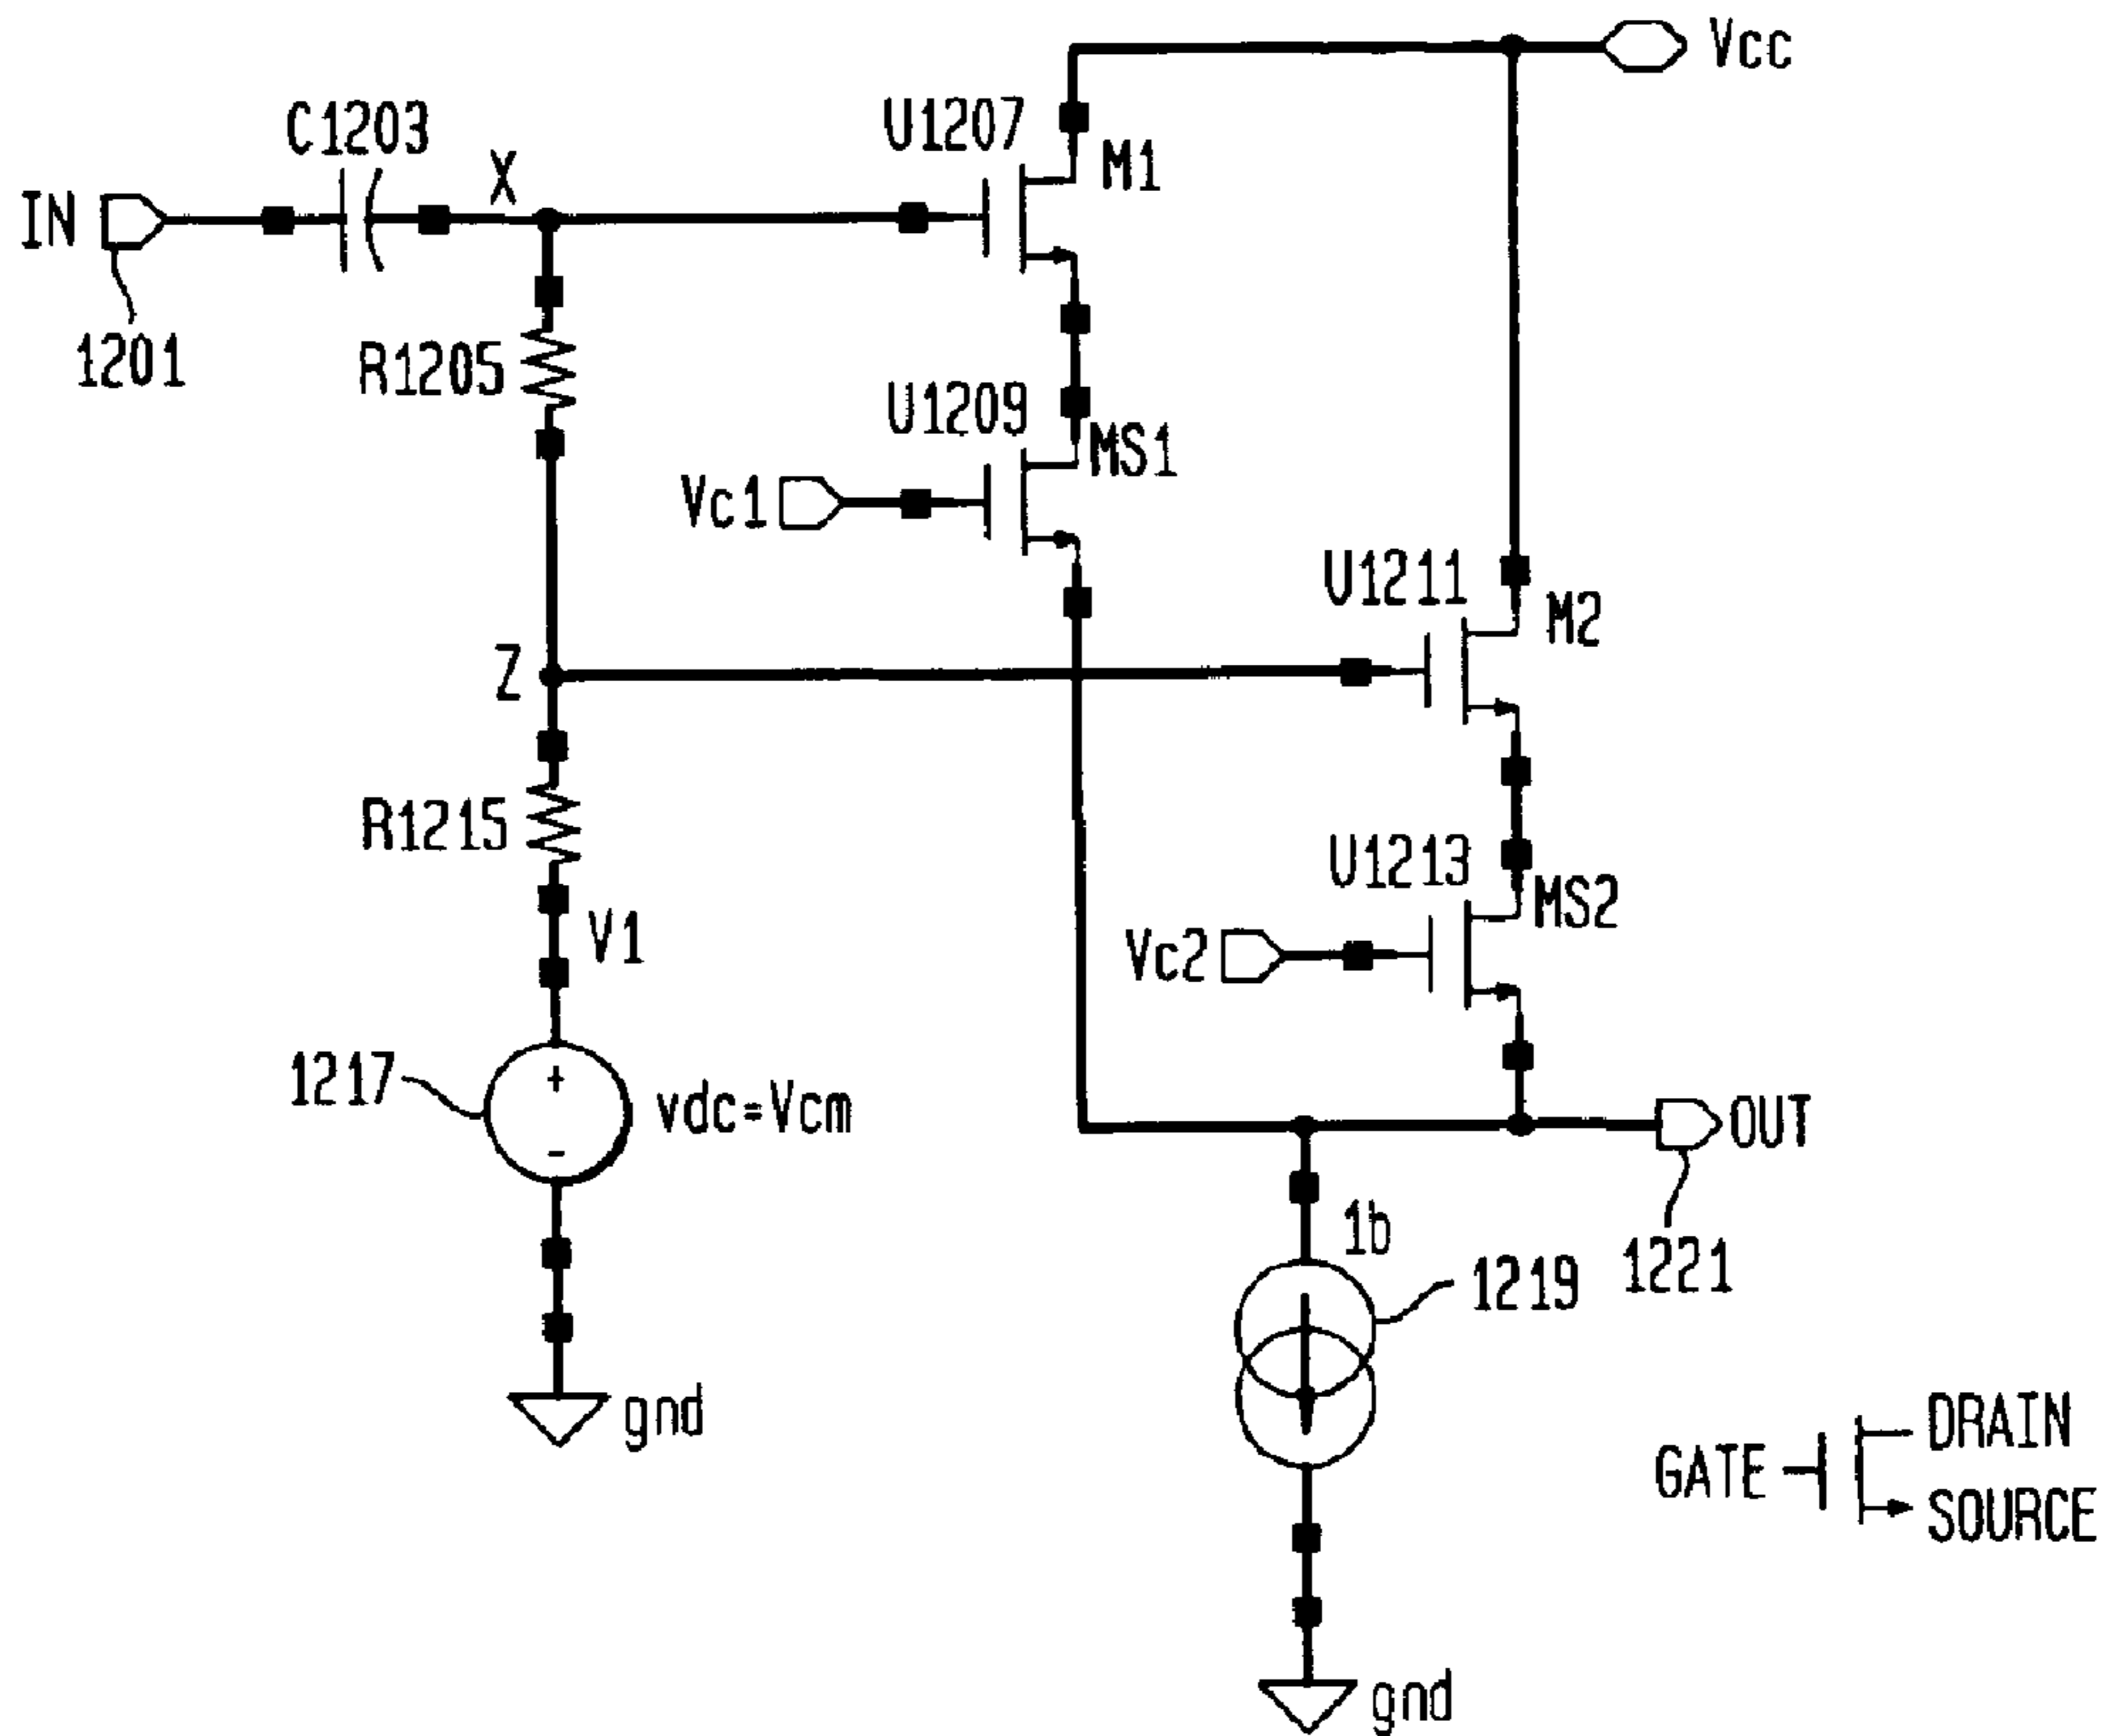 Vcc
U1207
C1203
M1
X
IN
1201
R1205
U1209
MS1
Vc1
U1211
M2
Z
R1215
U1213
MS2
V1
Vc2
1217
+
-
vdc=Vcm
OUT
1b
1219
1221
gnd
DRAIN
GATE
SOURCE
gnd